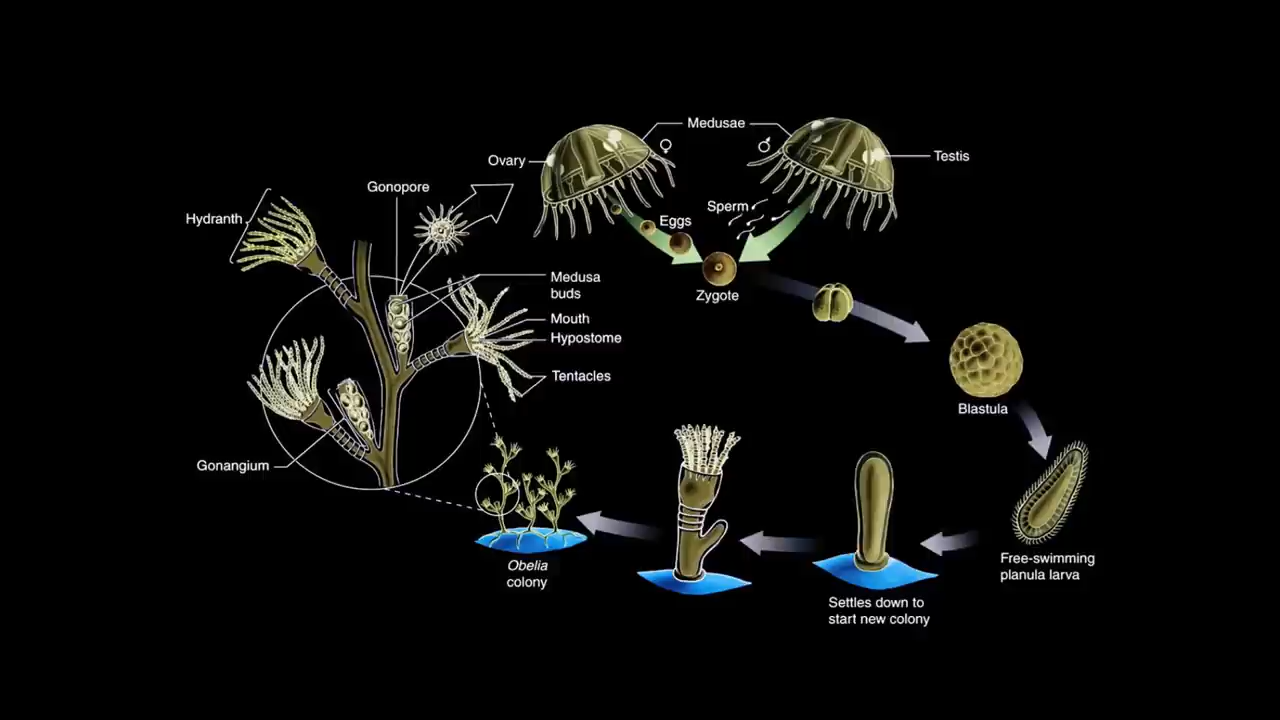 Medusae
♀
♂
Ovary
Testis
Gonopore
Sperm
Hydranth
Eggs
Medusa
buds
Zygote
Mouth
Hypostome
Tentacles
Blastula
Gonangium
Free-swimming
planula larva
Obelia
colony
Settles down to
start new colony